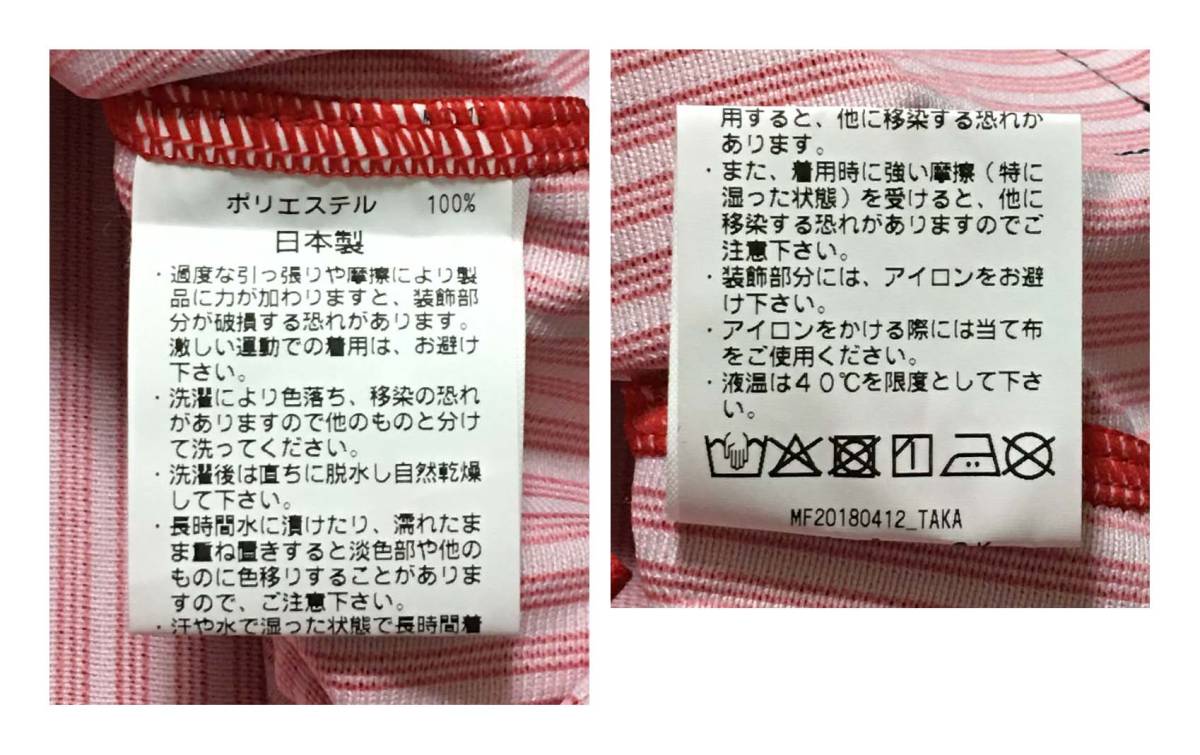 ポリエステル 100%
日本製
・過度な引っ張りや摩擦により製
品に力が加わりますと、装飾部
分が破損する恐れがあります。
激しい運動での着用は、お避け
下さい。
・洗濯により色落ち、移染の恐れ
がありますので他のものと分け
て洗ってください。
・洗濯後は直ちに脱水し自然乾燥
して下さい。
・長時間水に漬けたり、濡れたま
ま重ね置きすると淡色部や他の
ものに色移りすることがありま
すので、ご注意下さい。
・汗や水で湿った状態で長時間着
用すると、他に移染する恐れが
あります。
・また、着用時に強い摩擦（特に
湿った状態）を受けると、他に
移染する恐れがありますのでご
注意下さい。
・装飾部分には、アイロンをお避
け下さい。
・アイロンをかける際には当て布
をご使用ください。
・液温は４０℃を限度として下さ
い。
MF20180412_TAKA